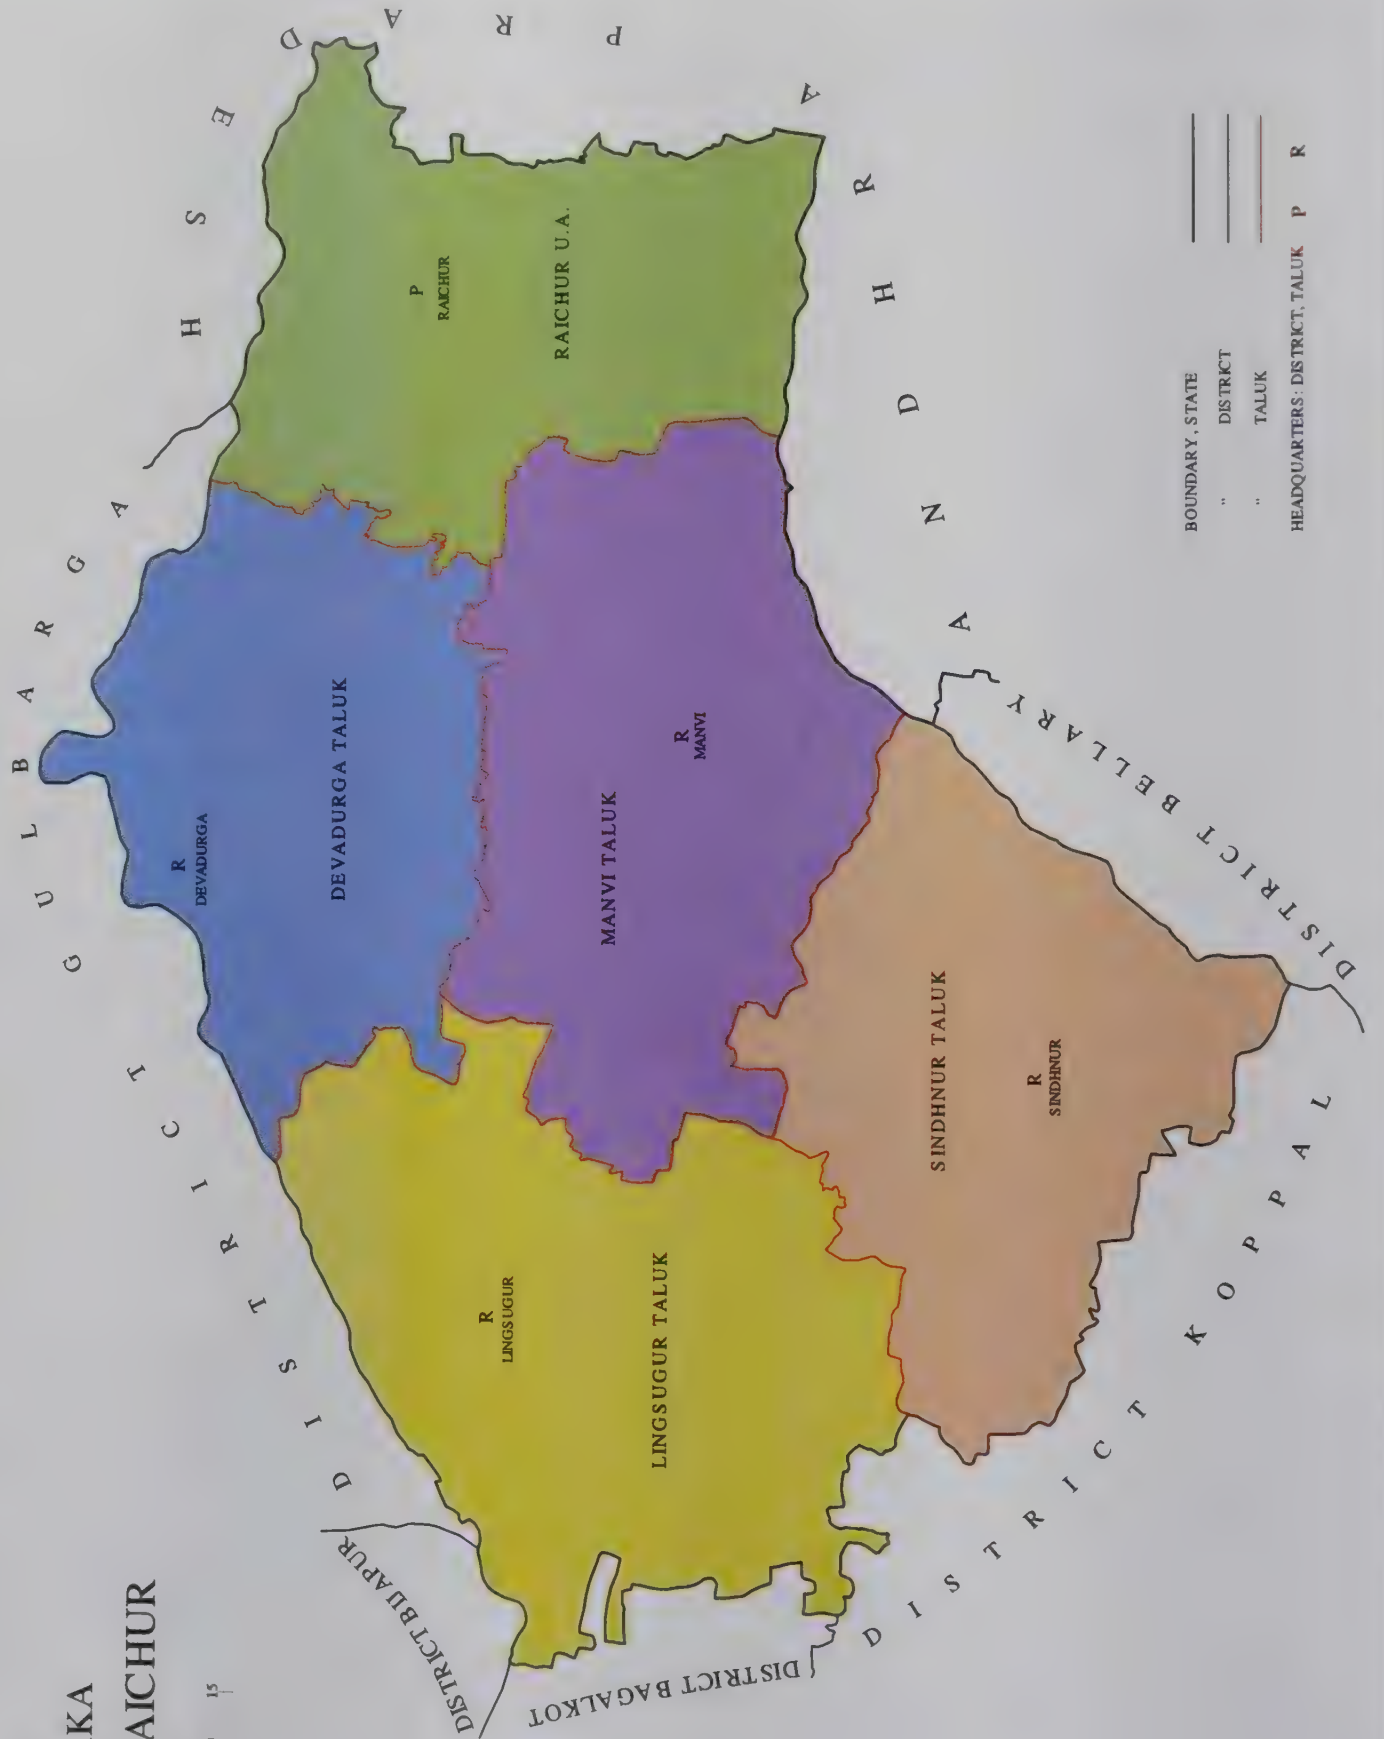 KA
AICHUR
15
DISTRICT GULBARGA
ANDHRA PRADESH
DISTRICT BIJAPUR
DISTRICT BAGALKOT
DISTRICT KOPPAL
DISTRICT BELLARY
R
DEVADURGA
DEVADURGA TALUK
P
RAICHUR
RAICHUR U.A.
R
LINGSUGUR
LINGSUGUR TALUK
MANVI TALUK
R
MANVI
SINDHNUR TALUK
R
SINDHNUR
BOUNDARY, STATE
" DISTRICT
" TALUK
HEADQUARTERS: DISTRICT, TALUK P R